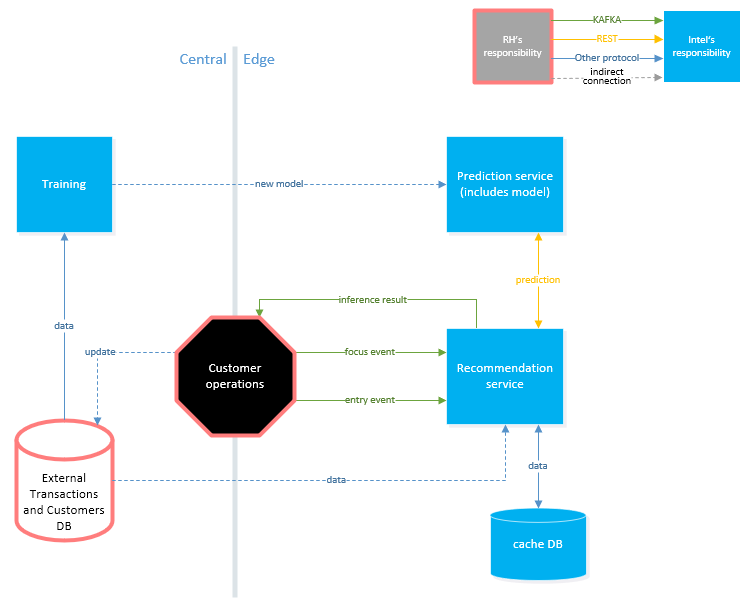 RH's
responsibility
KAFKA
REST
Other protocol
indirect
connection
Intel's
responsibility
Central
Edge
Training
new model
Prediction service
(includes model)
prediction
inference result
data
update
Customer
operations
focus event
entry event
Recommendation
service
External
Transactions
and Customers
DB
data
data
cache DB